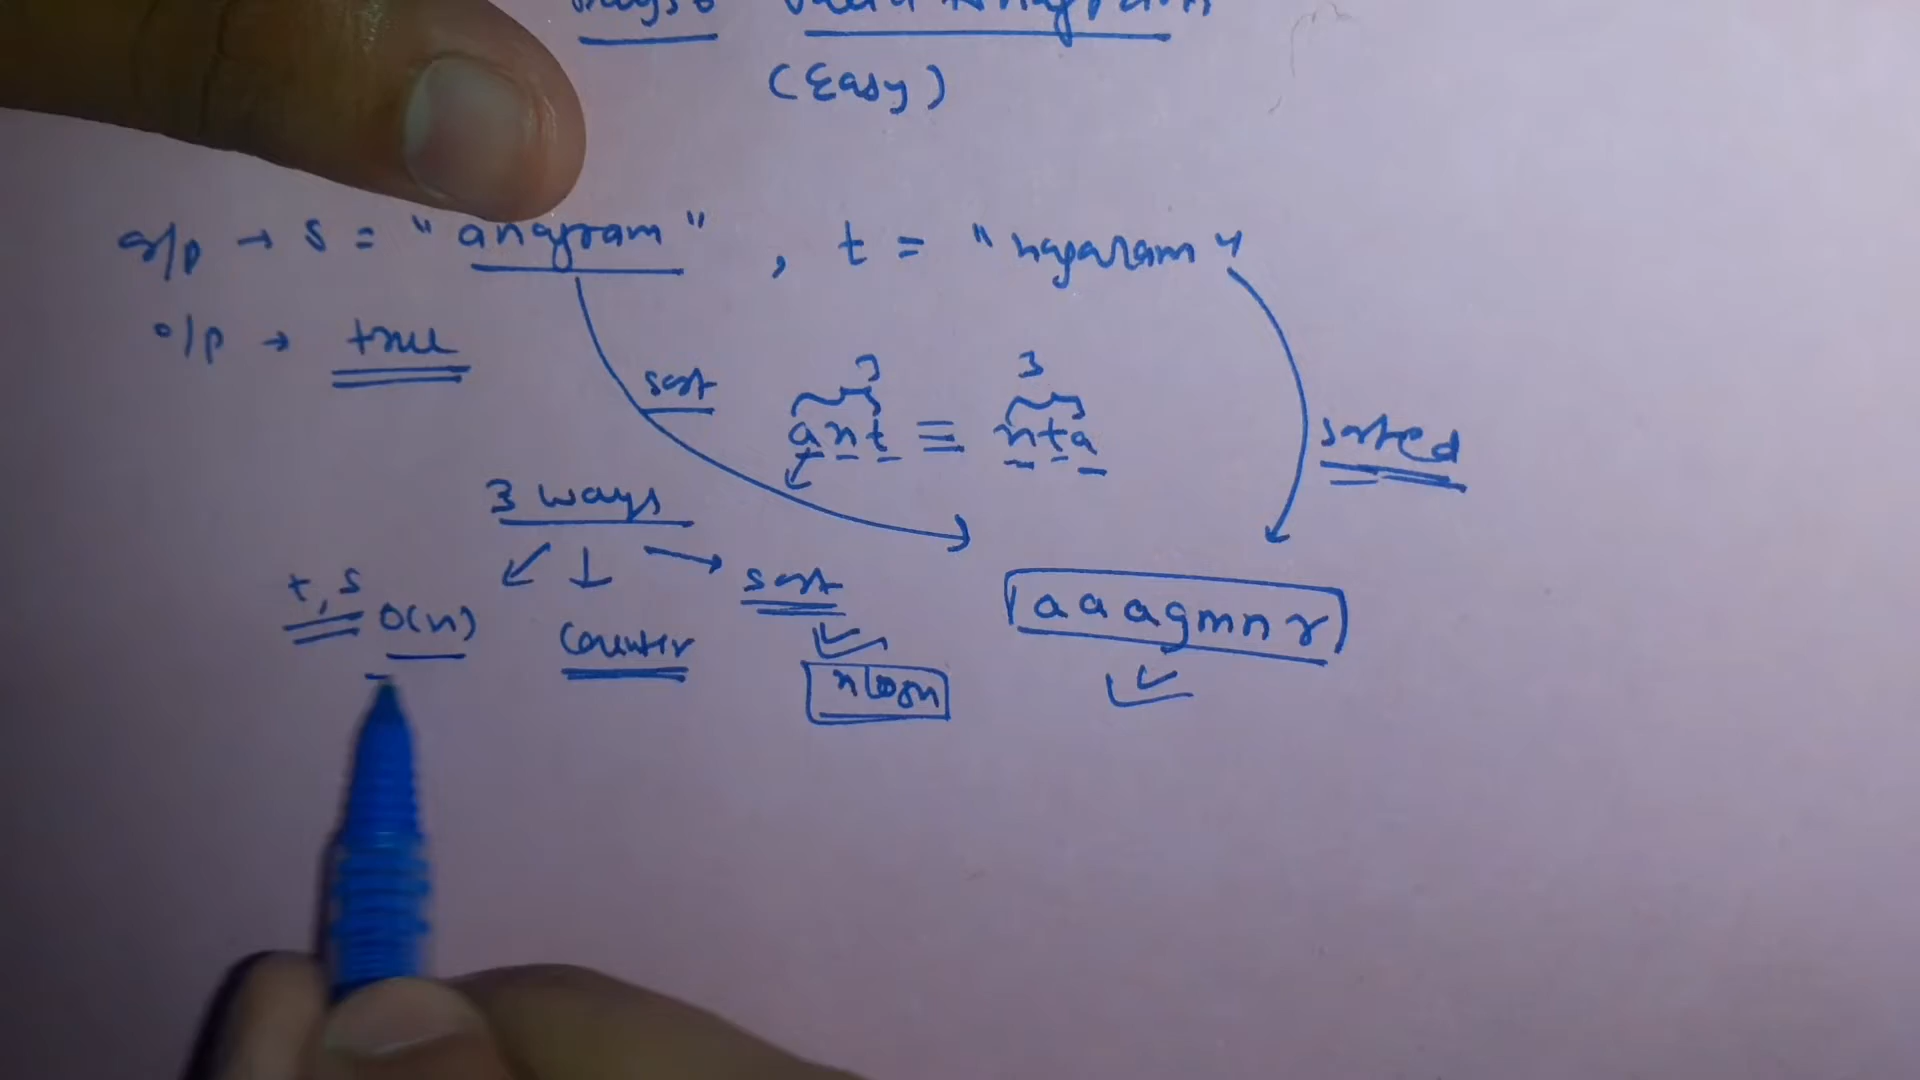 (Easy)
i/p → s = "anagram" , t = "nagaram"
o/p → true
3 3
sort ant ≡ nta sorted
3 ways
t, s O(n) Counter sort aaagmnr
nlogn